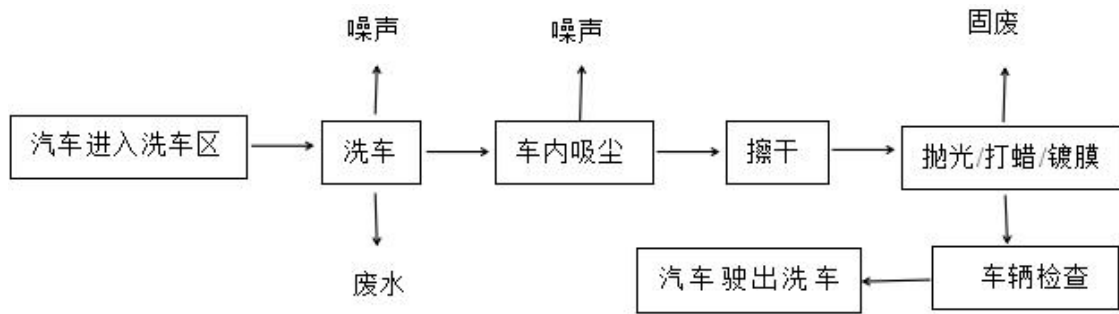 噪声
噪声
固废
汽车进入洗车区
洗车
车内吸尘
擦干
抛光/打蜡/镀膜
废水
汽车驶出洗车
车辆检查